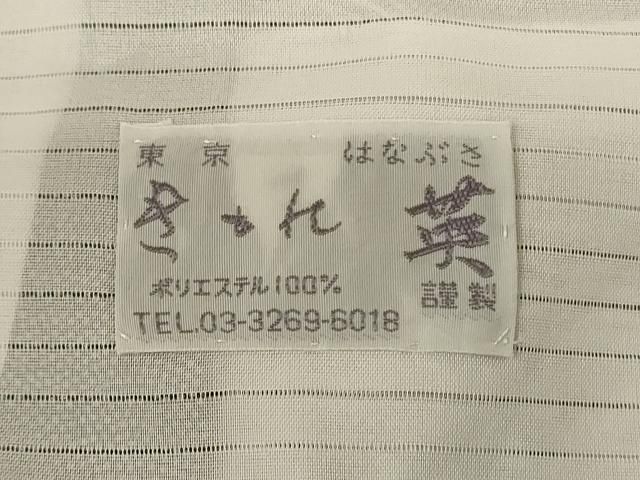 東京 はなぶさ
きもれ 英
ポリエステル100% 謹製
TEL.03-3269-6018